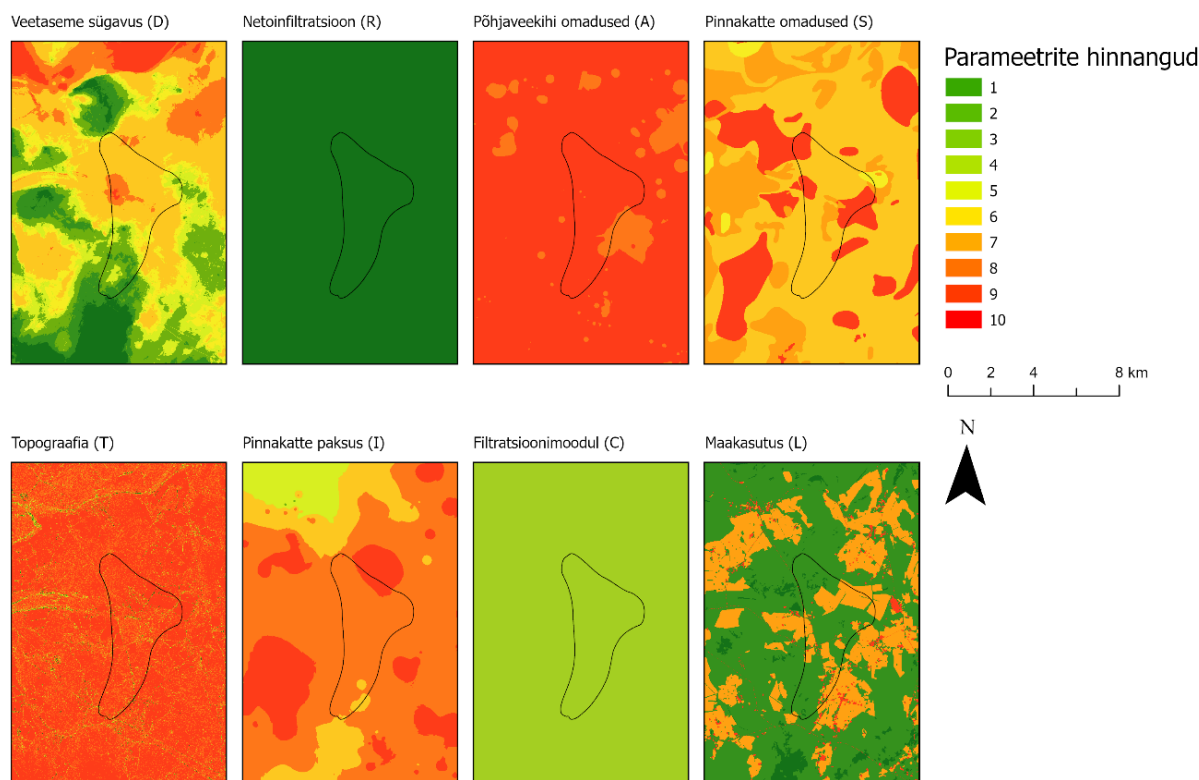 Veetaseme sügavus (D)
Netoinfiltratsioon (R)
Põhjaveekihi omadused (A)
Pinnakatte omadused (S)
Parameetrite hinnangud
1
2
3
4
5
6
7
8
9
10
0 2 4 8 km
N
Topograafia (T)
Pinnakatte paksus (I)
Filtratsioonimoodul (C)
Maakasutus (L)